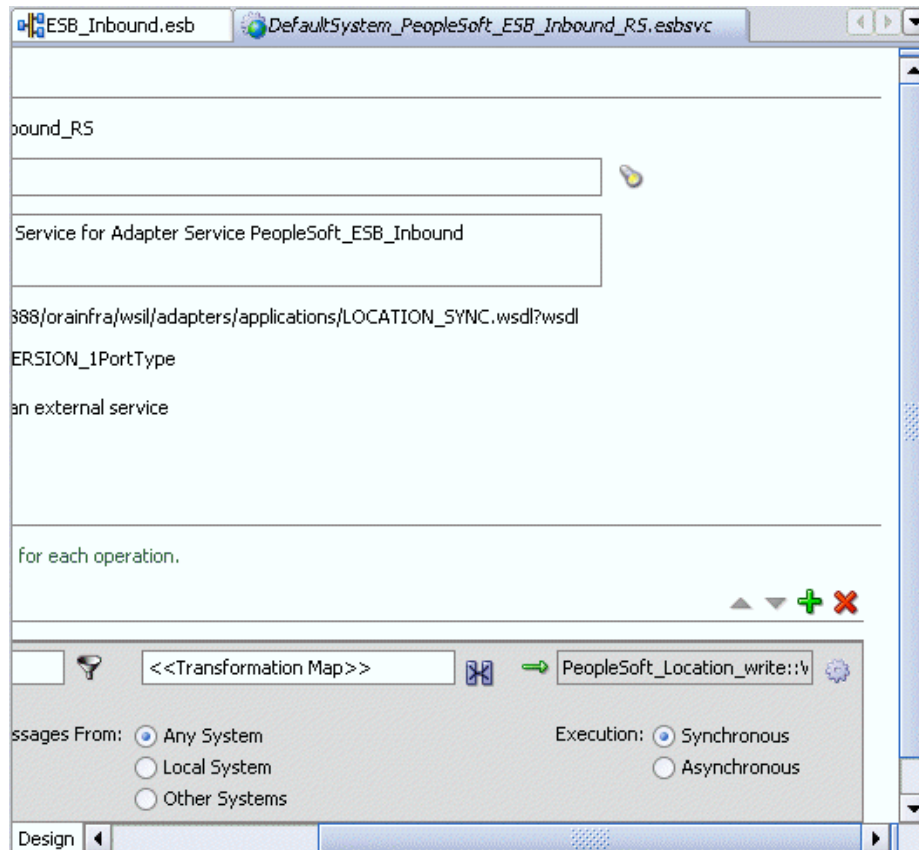 ESB_Inbound.esb
DefaultSystem_PeopleSoft_ESB_Inbound_RS.esbsvc
bound_RS
Service for Adapter Service PeopleSoft_ESB_Inbound
888/orainfra/wsil/adapters/applications/LOCATION_SYNC.wsdl?wsdl
ERSION_1PortType
an external service
for each operation.
<<Transformation Map>>
PeopleSoft_Location_write::
ssages From:
Any System
Execution:
Synchronous
Local System
Asynchronous
Other Systems
Design